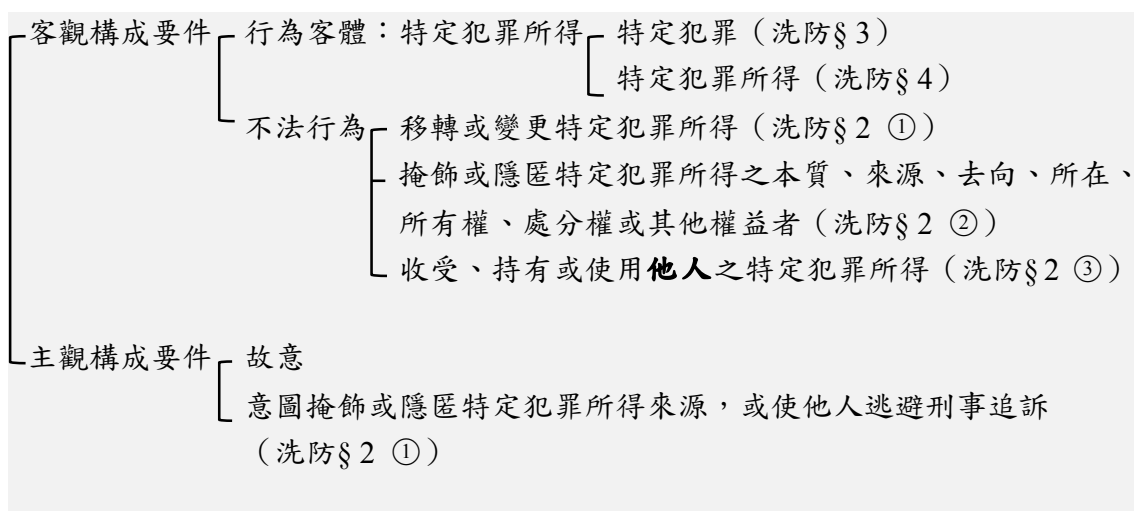 客觀構成要件 行為客體：特定犯罪所得 特定犯罪（洗防§3）
特定犯罪所得（洗防§4）
不法行為 移轉或變更特定犯罪所得（洗防§2 ①）
掩飾或隱匿特定犯罪所得之本質、來源、去向、所在、
所有權、處分權或其他權益者（洗防§2 ②）
收受、持有或使用他人之特定犯罪所得（洗防§2 ③）
主觀構成要件 故意
意圖掩飾或隱匿特定犯罪所得來源，或使他人逃避刑事追訴
（洗防§2 ①）